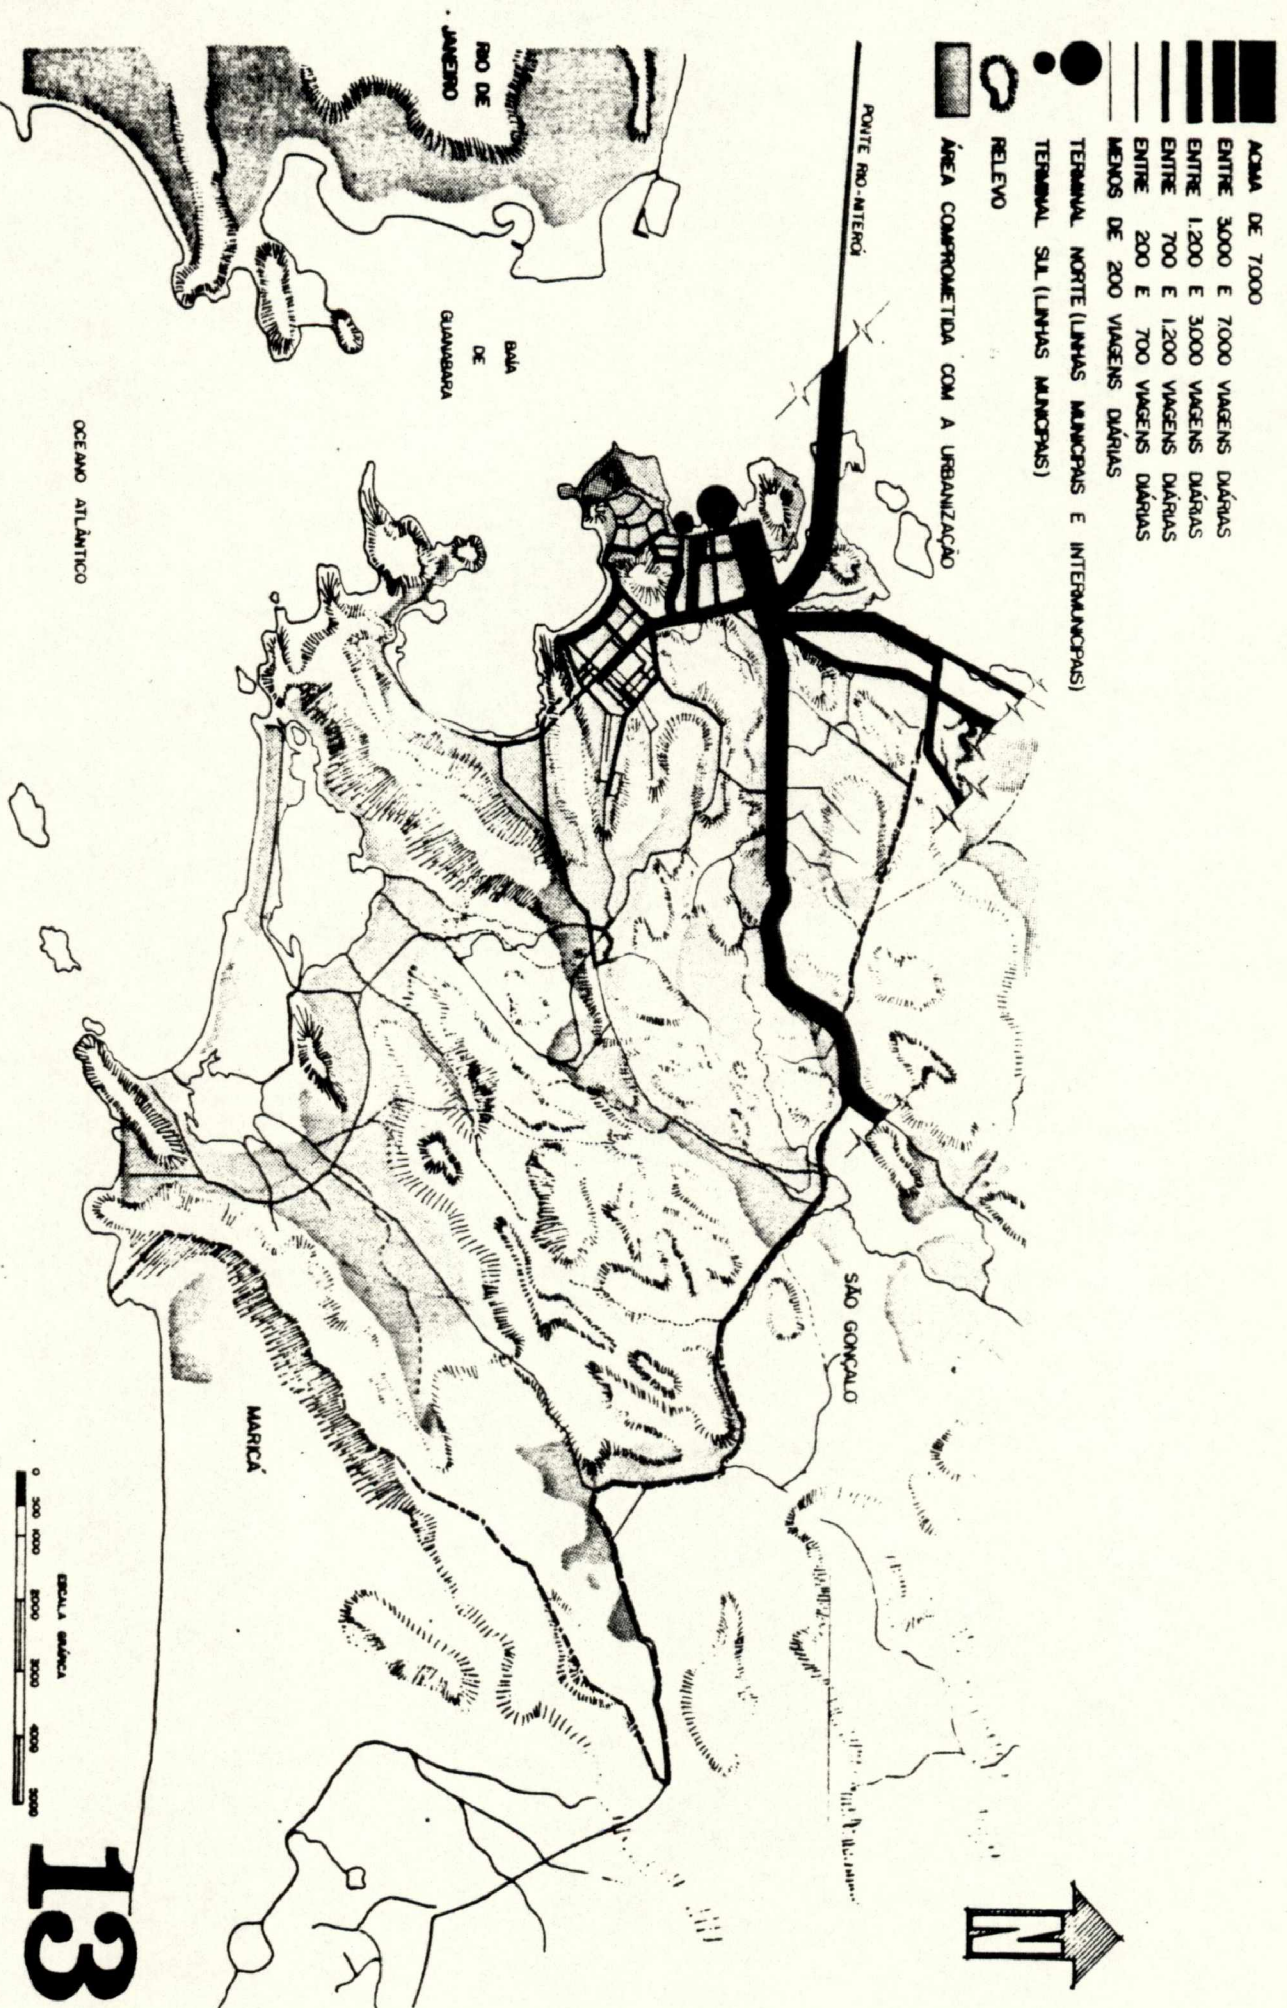 ACIMA DE 7.000
ENTRE 3.000 E 7.000 VIAGENS DIÁRIAS
ENTRE 1.200 E 3.000 VIAGENS DIÁRIAS
ENTRE 700 E 1.200 VIAGENS DIÁRIAS
ENTRE 200 E 700 VIAGENS DIÁRIAS
MENOS DE 200 VIAGENS DIÁRIAS
TERMINAL NORTE (LINHAS MUNICIPAIS E INTERMUNICIPAIS)
TERMINAL SUL (LINHAS MUNICIPAIS)
RELEVO
ÁREA COMPROMETIDA COM A URBANIZAÇÃO
PONTE RIO-NITERÓI
RIO DE
JANEIRO
BAÍA
DE
GUANABARA
OCEANO ATLÂNTICO
SÃO GONÇALO
MARICÁ
N
ESCALA GRÁFICA
0 500 1000 2000 3000 4000 5000
13